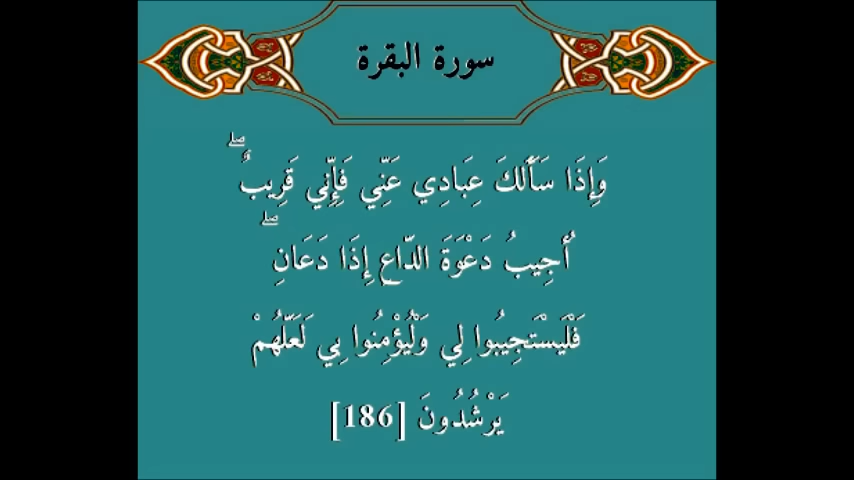 سورة البقرة
وَإِذَا سَأَلَكَ عِبَادِي عَنِّي فَإِنِّي قَرِيبٌ ۖ
أُجِيبُ دَعْوَةَ الدَّاعِ إِذَا دَعَانِ ۖ
فَلْيَسْتَجِيبُوا لِي وَلْيُؤْمِنُوا بِي لَعَلَّهُمْ
يَرْشُدُونَ [186]